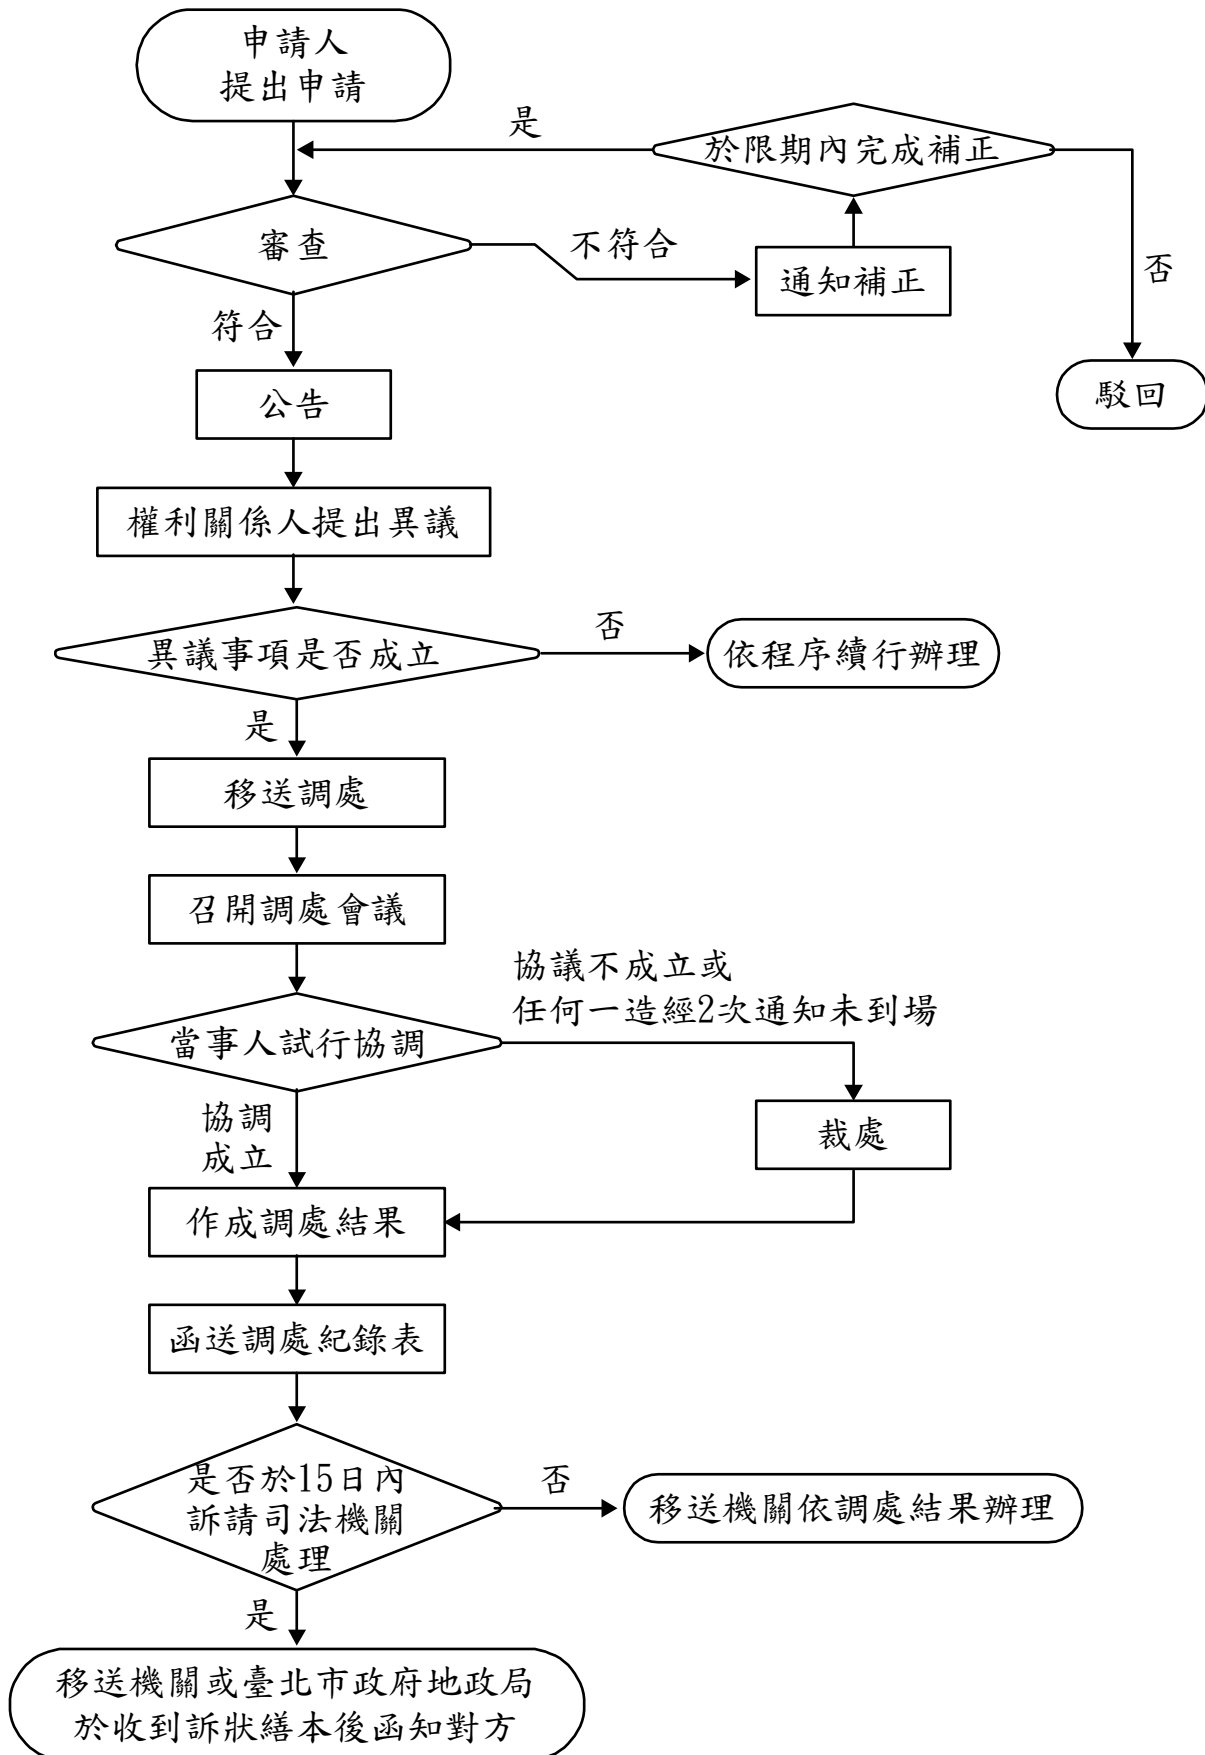 申請人
提出申請
是
於限期內完成補正
審查
不符合
通知補正
否
符合
公告
駁回
權利關係人提出異議
異議事項是否成立
否
依程序續行辦理
是
移送調處
召開調處會議
協議不成立或
任何一造經2次通知未到場
當事人試行協調
協調
成立
裁處
作成調處結果
函送調處紀錄表
是否於15日內
訴請司法機關
處理
否
移送機關依調處結果辦理
是
移送機關或臺北市政府地政局
於收到訴狀繕本後函知對方